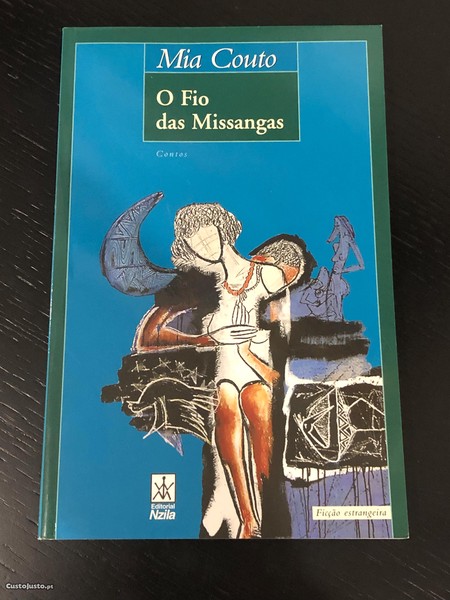 Mia Couto
O Fio
das Missangas
Contos
Editorial
Nzila
Ficção estrangeira
CustoJusto.pt